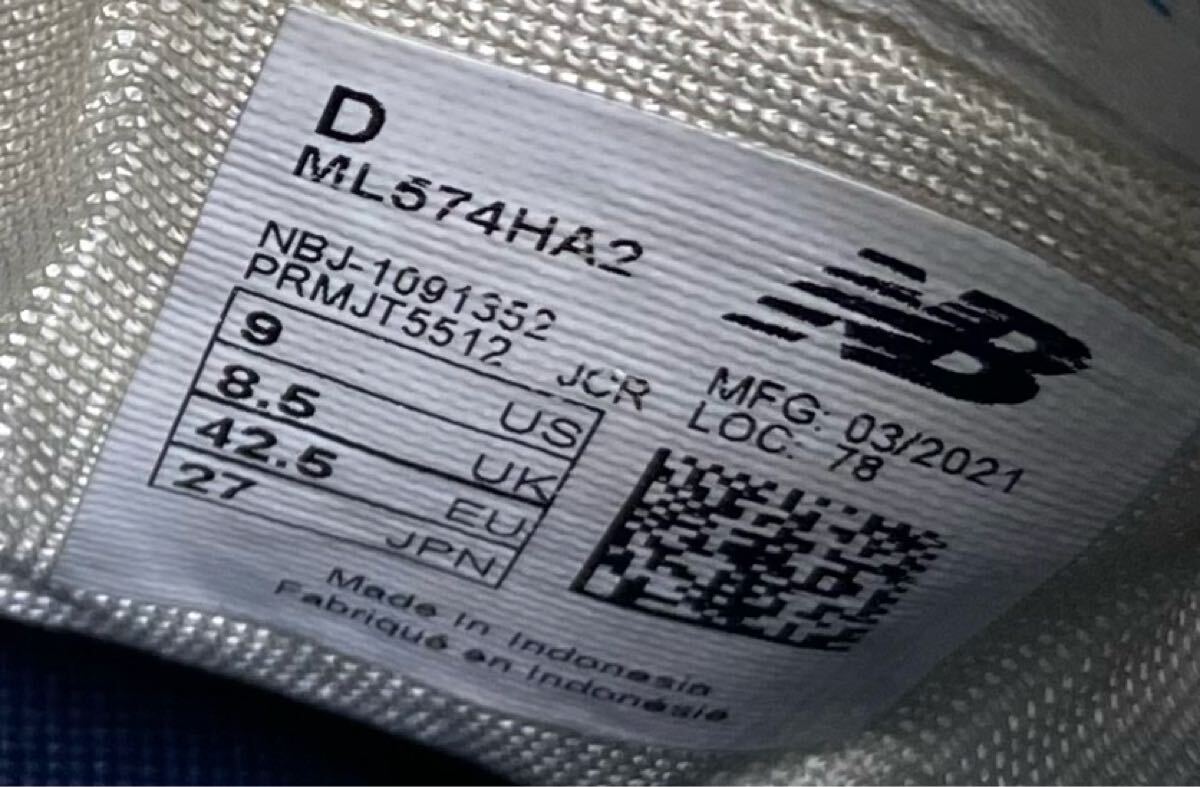 D
ML574HA2
NBJ-1091352
PRMJT5512 JCR
9 US
8.5 UK
42.5 EU
27 JPN
NB
MFG: 03/2021
LOC: 78
Made in Indonesia
Fabriqué en Indonésie